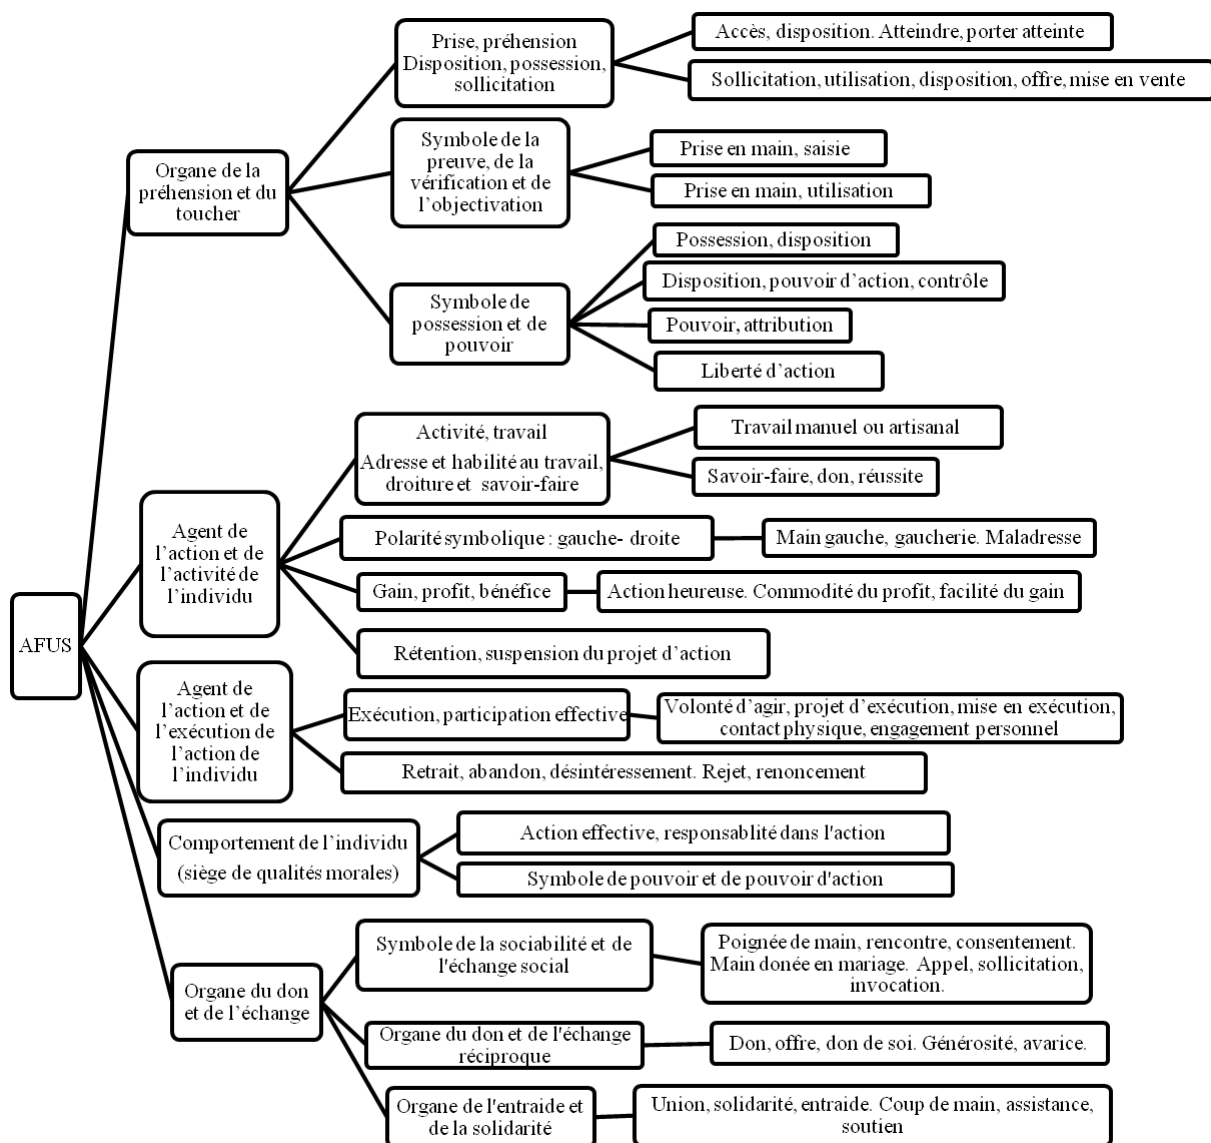 AFUS
Organe de la
préhension et du
toucher
Prise, préhension
Disposition, possession,
sollicitation
Accès, disposition. Atteindre, porter atteinte
Sollicitation, utilisation, disposition, offre, mise en vente
Symbole de la
preuve, de la
vérification et de
l’objectivation
Prise en main, saisie
Prise en main, utilisation
Symbole de
possession et de
pouvoir
Possession, disposition
Disposition, pouvoir d’action, contrôle
Pouvoir, attribution
Liberté d’action
Agent de
l’action et de
l’activité de
l’individu
Activité, travail
Adresse et habilité au travail,
droiture et savoir-faire
Travail manuel ou artisanal
Savoir-faire, don, réussite
Polarité symbolique : gauche- droite
Main gauche, gaucherie. Maladresse
Gain, profit, bénéfice
Action heureuse. Commodité du profit, facilité du gain
Rétention, suspension du projet d’action
Agent de
l’action et de
l’exécution de
l’action de
l’individu
Exécution, participation effective
Volonté d’agir, projet d’exécution, mise en exécution,
contact physique, engagement personnel
Retrait, abandon, désintéressement. Rejet, renoncement
Comportement de l’individu
(siège de qualités morales)
Action effective, responsablité dans l'action
Symbole de pouvoir et de pouvoir d'action
Organe du don
et de l’échange
Symbole de la sociabilité et de
l'échange social
Poignée de main, rencontre, consentement.
Main donée en mariage. Appel, sollicitation,
invocation.
Organe du don et de l'échange
réciproque
Don, offre, don de soi. Générosité, avarice.
Organe de l'entraide et
de la solidarité
Union, solidarité, entraide. Coup de main, assistance,
soutien